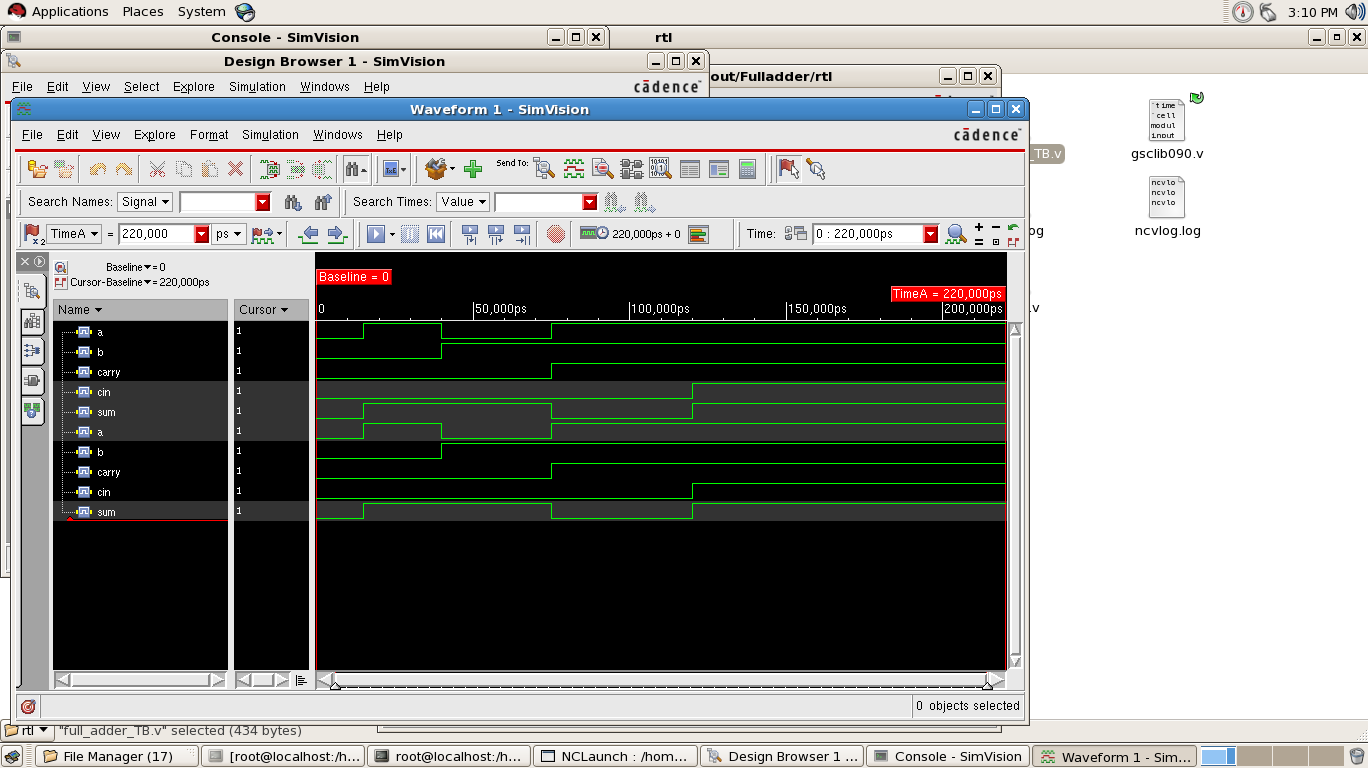 Applications Places System 3:10 PM
Console - SimVision rtl
Design Browser 1 - SimVision
out/Fulladder/rtl
File Edit View Select Explore Simulation Windows Help cādence
Waveform 1 - SimVision
File Edit View Explore Format Simulation Windows Help cādence
Send To:
Search Names: Signal Search Times: Value
TimeA = 220,000 ps 220,000ps + 0 Time: 0 : 220,000ps
Baseline = 0
Cursor-Baseline = 220,000ps
Baseline = 0
TimeA = 220,000ps
Name Cursor 0 50,000ps 100,000ps 150,000ps 200,000ps
a 1
b 1
carry 1
cin 1
sum 1
a 1
b 1
carry 1
cin 1
sum 1
0 objects selected
`time
`cell
modul
input
_TB.v gsclib090.v
ncvlo
ncvlo
ncvlo
og ncvlog.log
.v
rtl "full_adder_TB.v" selected (434 bytes)
File Manager (17) [root@localhost:/h... root@localhost:/h... NCLaunch : /hom... Design Browser 1 ... Console - SimVision Waveform 1 - Sim...